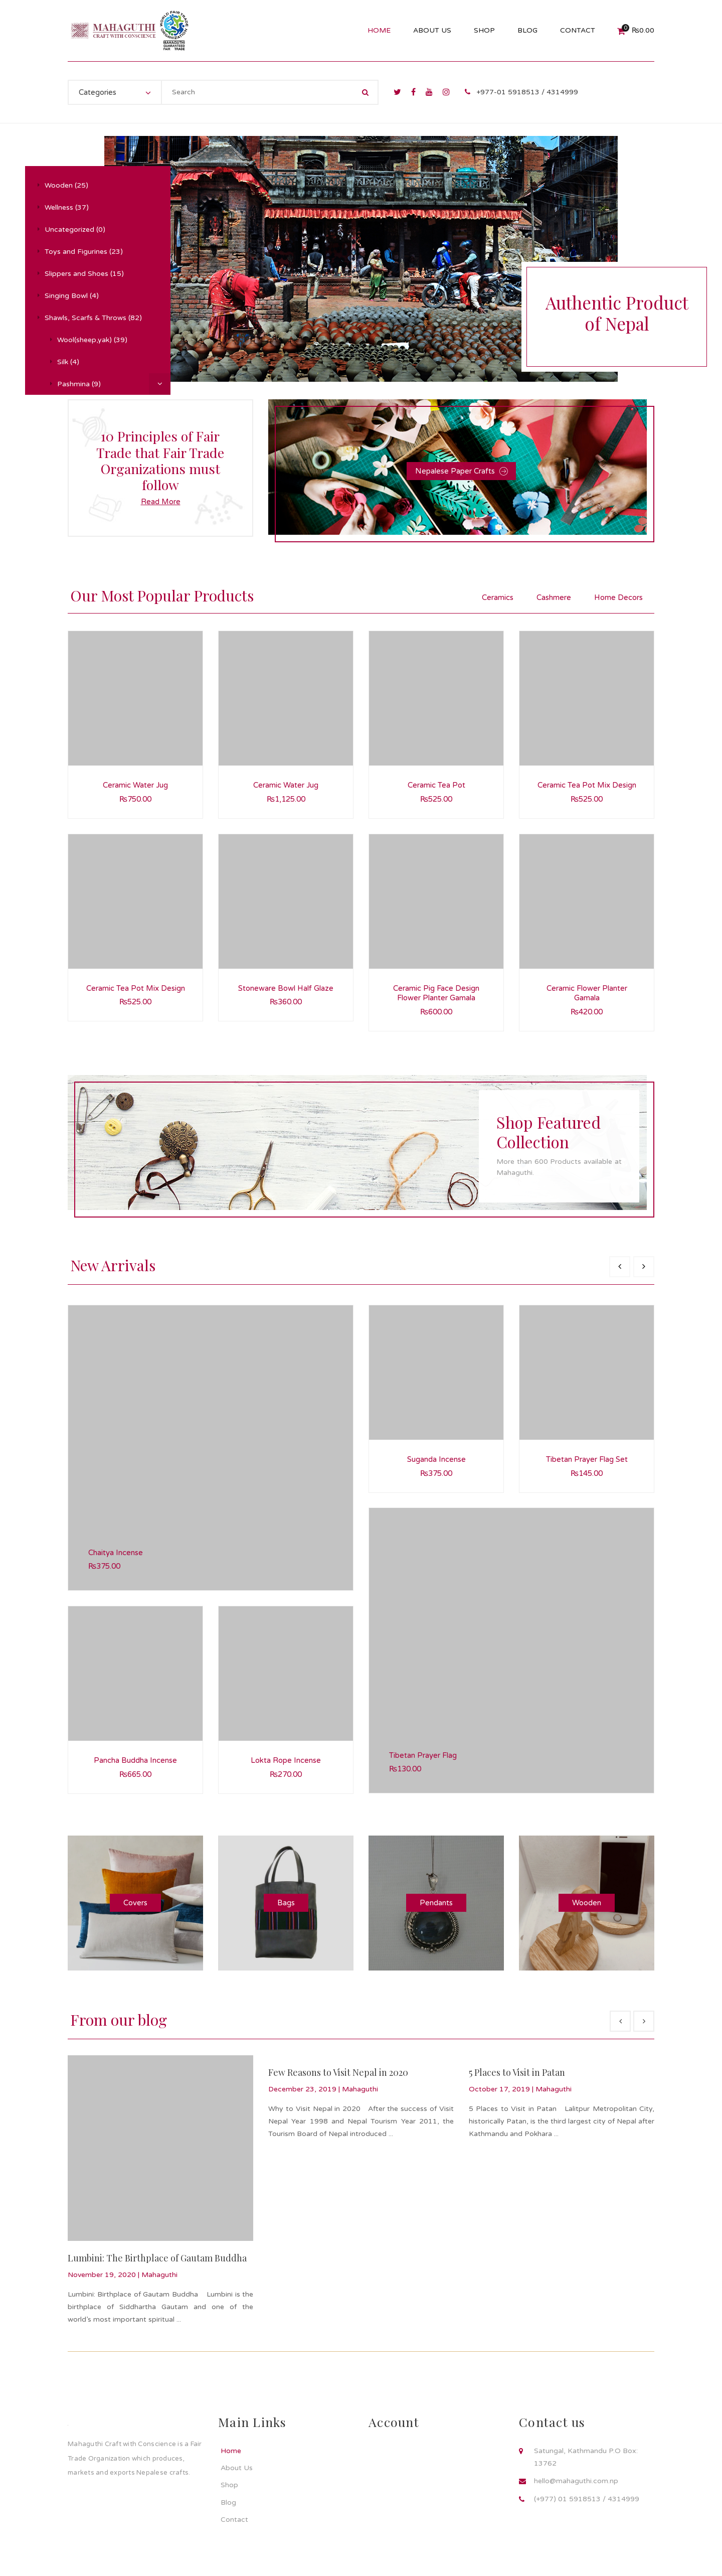 MAHAGUTHI
CRAFT WITH CONSCIENCE
HOME ABOUT US SHOP BLOG CONTACT 0 ₨0.00
Categories Search +977-01 5918513 / 4314999
Wooden (25)
Wellness (37)
Uncategorized (0)
Toys and Figurines (23)
Slippers and Shoes (15)
Singing Bowl (4)
Shawls, Scarfs & Throws (82)
Wool(sheep,yak) (39)
Silk (4)
Pashmina (9)
Authentic Product
of Nepal
10 Principles of Fair
Trade that Fair Trade
Organizations must
follow
Read More
Nepalese Paper Crafts
Our Most Popular Products
Ceramics Cashmere Home Decors
Ceramic Water Jug
₨750.00
Ceramic Water Jug
₨1,125.00
Ceramic Tea Pot
₨525.00
Ceramic Tea Pot Mix Design
₨525.00
Ceramic Tea Pot Mix Design
₨525.00
Stoneware Bowl Half Glaze
₨360.00
Ceramic Pig Face Design
Flower Planter Gamala
₨600.00
Ceramic Flower Planter
Gamala
₨420.00
Shop Featured
Collection
More than 600 Products available at
Mahaguthi.
New Arrivals
Chaitya Incense
₨375.00
Suganda Incense
₨375.00
Tibetan Prayer Flag Set
₨145.00
Pancha Buddha Incense
₨665.00
Lokta Rope Incense
₨270.00
Tibetan Prayer Flag
₨130.00
Covers
Bags
Pendants
Wooden
From our blog
Lumbini: The Birthplace of Gautam Buddha
November 19, 2020 | Mahaguthi
Lumbini: Birthplace of Gautam Buddha Lumbini is the
birthplace of Siddhartha Gautam and one of the
world's most important spiritual ...
Few Reasons to Visit Nepal in 2020
December 23, 2019 | Mahaguthi
Why to Visit Nepal in 2020 After the success of Visit
Nepal Year 1998 and Nepal Tourism Year 2011, the
Tourism Board of Nepal introduced ...
5 Places to Visit in Patan
October 17, 2019 | Mahaguthi
5 Places to Visit in Patan Lalitpur Metropolitan City,
historically Patan, is the third largest city of Nepal after
Kathmandu and Pokhara ...
Mahaguthi Craft with Conscience is a Fair
Trade Organization which produces,
markets and exports Nepalese crafts.
Main Links
Home
About Us
Shop
Blog
Contact
Account
Contact us
Satungal, Kathmandu P.O Box:
13762
hello@mahaguthi.com.np
(+977) 01 5918513 / 4314999